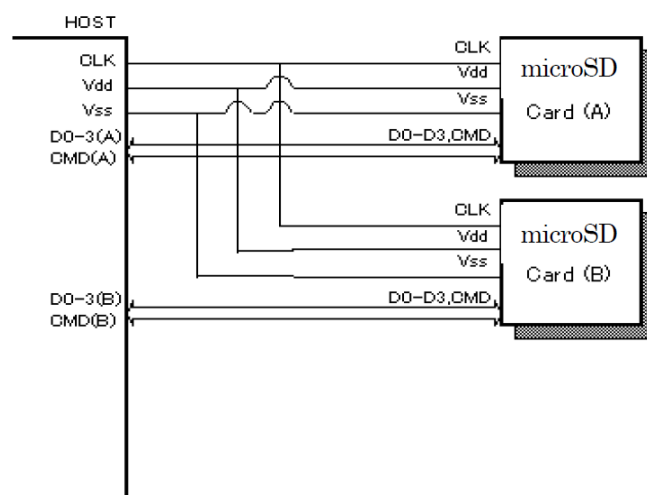 HOST
CLK
CLK
Vdd
Vdd
Vss
Vss
microSD
Card (A)
D0-3(A)
D0-D3,CMD
CMD(A)
CLK
Vdd
Vss
microSD
Card (B)
D0-3(B)
D0-D3,CMD
CMD(B)